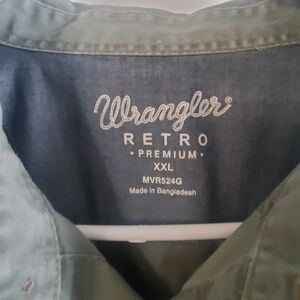 Wrangler®
RETRO
• PREMIUM •
XXL
MVR524G
Made in Bangladesh